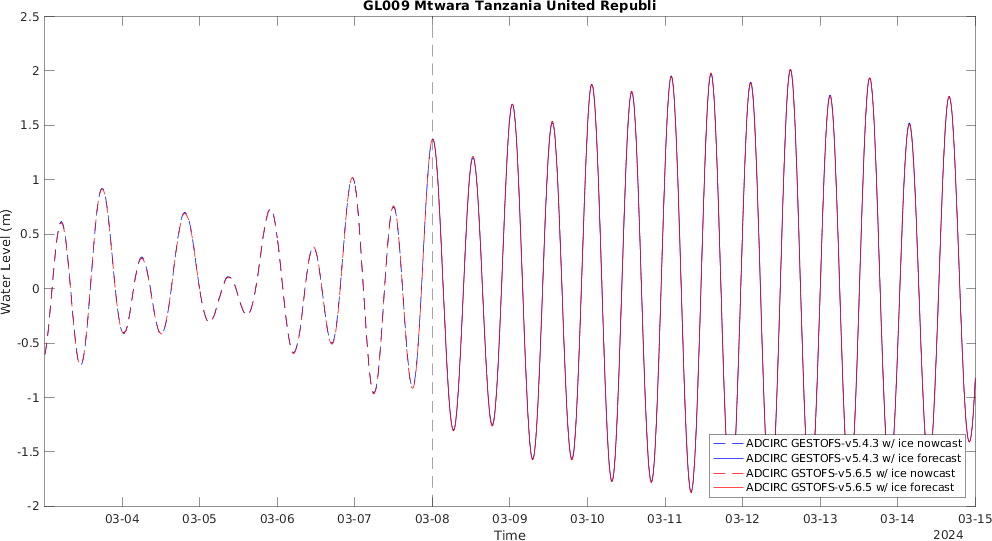 GL009 Mtwara Tanzania United Republi
2.5
2
1.5
1
0.5
0
-0.5
-1
-1.5
-2
Water Level (m)
ADCIRC GESTOFS-v5.4.3 w/ ice nowcast
ADCIRC GESTOFS-v5.4.3 w/ ice forecast
ADCIRC GSTOFS-v5.6.5 w/ ice nowcast
ADCIRC GSTOFS-v5.6.5 w/ ice forecast
03-04 03-05 03-06 03-07 03-08 03-09 03-10 03-11 03-12 03-13 03-14 03-15
Time
2024